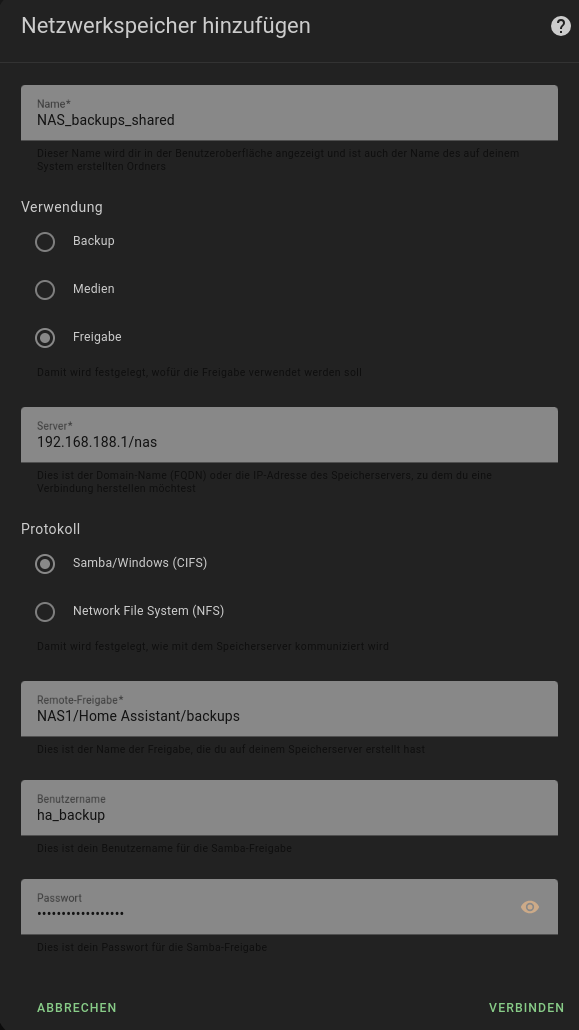 Netzwerkspeicher hinzufügen
Name*
NAS_backups_shared
Dieser Name wird dir in der Benutzeroberfläche angezeigt und ist auch der Name des auf deinem
System erstellten Ordners
Verwendung
Backup
Medien
Freigabe
Damit wird festgelegt, wofür die Freigabe verwendet werden soll
Server*
192.168.188.1/nas
Dies ist der Domain-Name (FQDN) oder die IP-Adresse des Speicherservers, zu dem du eine
Verbindung herstellen möchtest
Protokoll
Samba/Windows (CIFS)
Network File System (NFS)
Damit wird festgelegt, wie mit dem Speicherserver kommuniziert wird
Remote-Freigabe*
NAS1/Home Assistant/backups
Dies ist der Name der Freigabe, die du auf deinem Speicherserver erstellt hast
Benutzername
ha_backup
Dies ist dein Benutzername für die Samba-Freigabe
Passwort
••••••••••••••••••
Dies ist dein Passwort für die Samba-Freigabe
ABBRECHEN VERBINDEN